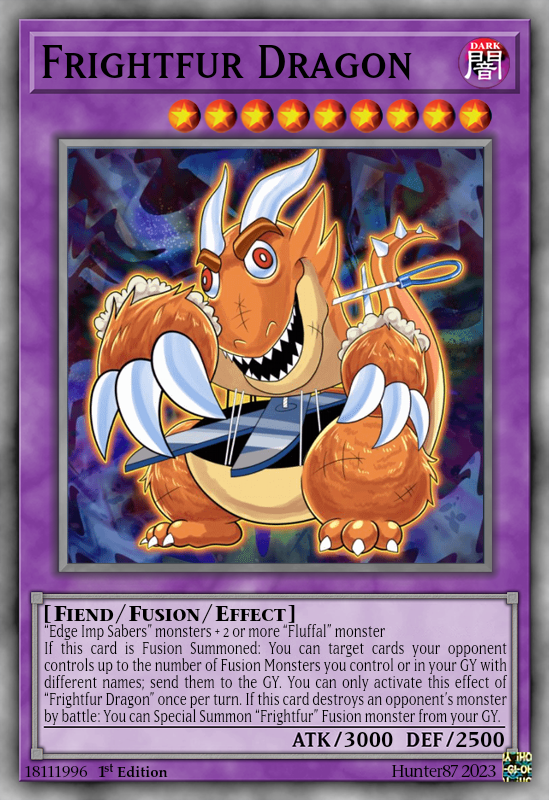 Frightfur Dragon
DARK
闇
[Fiend/Fusion/Effect]
“Edge Imp Sabers” monsters + 2 or more “Fluffal” monster
If this card is Fusion Summoned: You can target cards your opponent
controls up to the number of Fusion Monsters you control or in your GY with
different names; send them to the GY. You can only activate this effect of
“Frightfur Dragon” once per turn. If this card destroys an opponent’s monster
by battle: You can Special Summon “Frightfur” Fusion monster from your GY.
ATK/3000 DEF/2500
18111996 1st Edition
Hunter87 2023